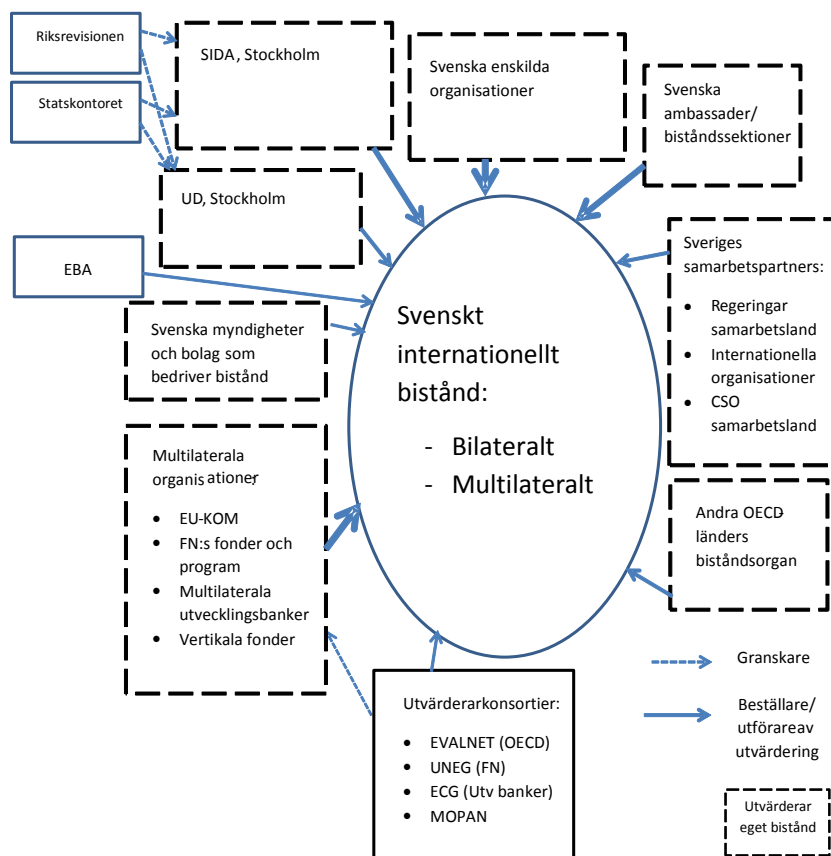 Riksrevisionen
Statskontoret
SIDA, Stockholm
Svenska enskilda
organisationer
Svenska
ambassader/
biståndssektioner
UD, Stockholm
EBA
Svenska myndigheter
och bolag som
bedriver bistånd
Multilaterala
organisationer
• EU-KOM
• FN:s fonder och
program
• Multilaterala
utvecklingsbanker
• Vertikala fonder
Svenskt
internationellt
bistånd:
- Bilateralt
- Multilateralt
Sveriges
samarbetspartners:
• Regeringar
samarbetsland
• Internationella
organisationer
• CSO
samarbetsland
Andra OECD-
länders
biståndsorgan
Utvärderarkonsortier:
• EVALNET (OECD)
• UNEG (FN)
• ECG (Utv banker)
• MOPAN
Granskare
Beställare/
utförareav
utvärdering
Utvärderar
eget bistånd